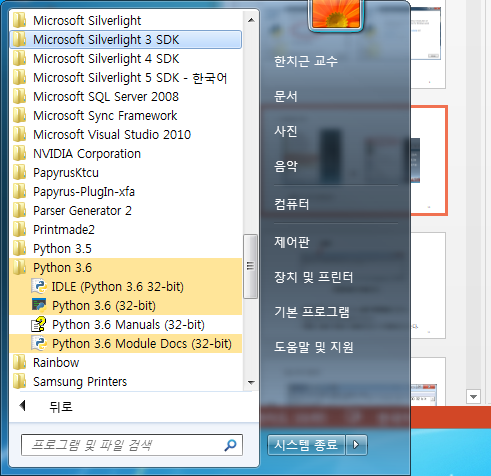 Microsoft Silverlight
Microsoft Silverlight 3 SDK
Microsoft Silverlight 4 SDK
Microsoft Silverlight 5 SDK - 한국어
Microsoft SQL Server 2008
Microsoft Sync Framework
Microsoft Visual Studio 2010
NVIDIA Corporation
PapyrusKtcu
Papyrus-PlugIn-xfa
Parser Generator 2
Printmade2
Python 3.5
Python 3.6
IDLE (Python 3.6 32-bit)
Python 3.6 (32-bit)
Python 3.6 Manuals (32-bit)
Python 3.6 Module Docs (32-bit)
Rainbow
Samsung Printers
뒤로
프로그램 및 파일 검색
한치근 교수
문서
사진
음악
컴퓨터
제어판
장치 및 프린터
기본 프로그램
도움말 및 지원
시스템 종료